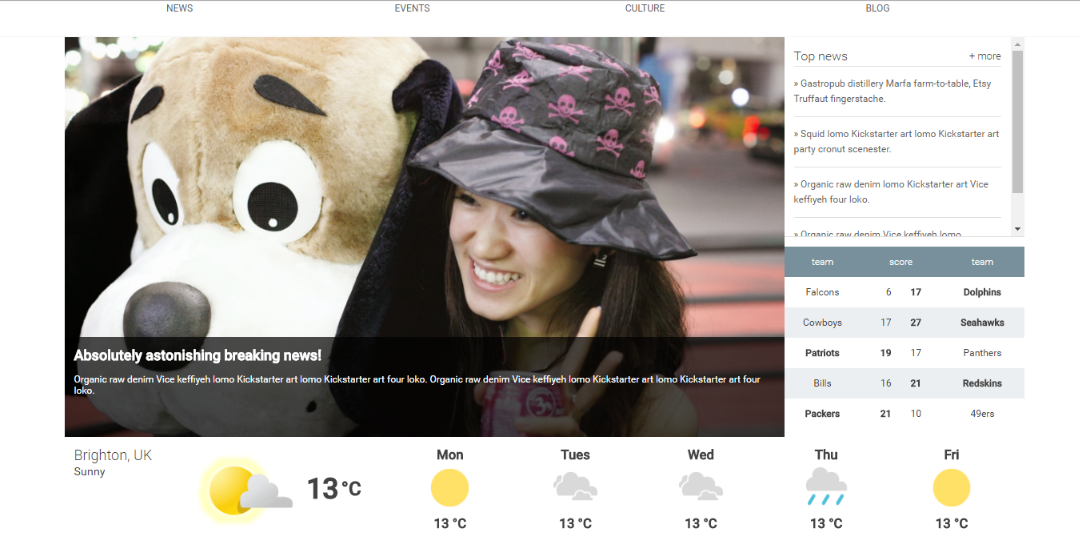 NEWS EVENTS CULTURE BLOG
Top news + more
» Gastropub distillery Marfa farm-to-table, Etsy
Truffaut fingerstache.
» Squid lomo Kickstarter art lomo Kickstarter art
party cronut scenester.
» Organic raw denim lomo Kickstarter art Vice
keffiyeh four loko.
» Organic raw denim Vice keffiyeh lomo
team score team
Falcons 6 17 Dolphins
Cowboys 17 27 Seahawks
Patriots 19 17 Panthers
Bills 16 21 Redskins
Packers 21 10 49ers
Absolutely astonishing breaking news!
Organic raw denim Vice keffiyeh lomo Kickstarter art lomo Kickstarter art four loko. Organic raw denim Vice keffiyeh lomo Kickstarter art lomo Kickstarter art four
loko.
Brighton, UK
Sunny
13 °C
Mon Tues Wed Thu Fri
13 °C 13 °C 13 °C 13 °C 13 °C